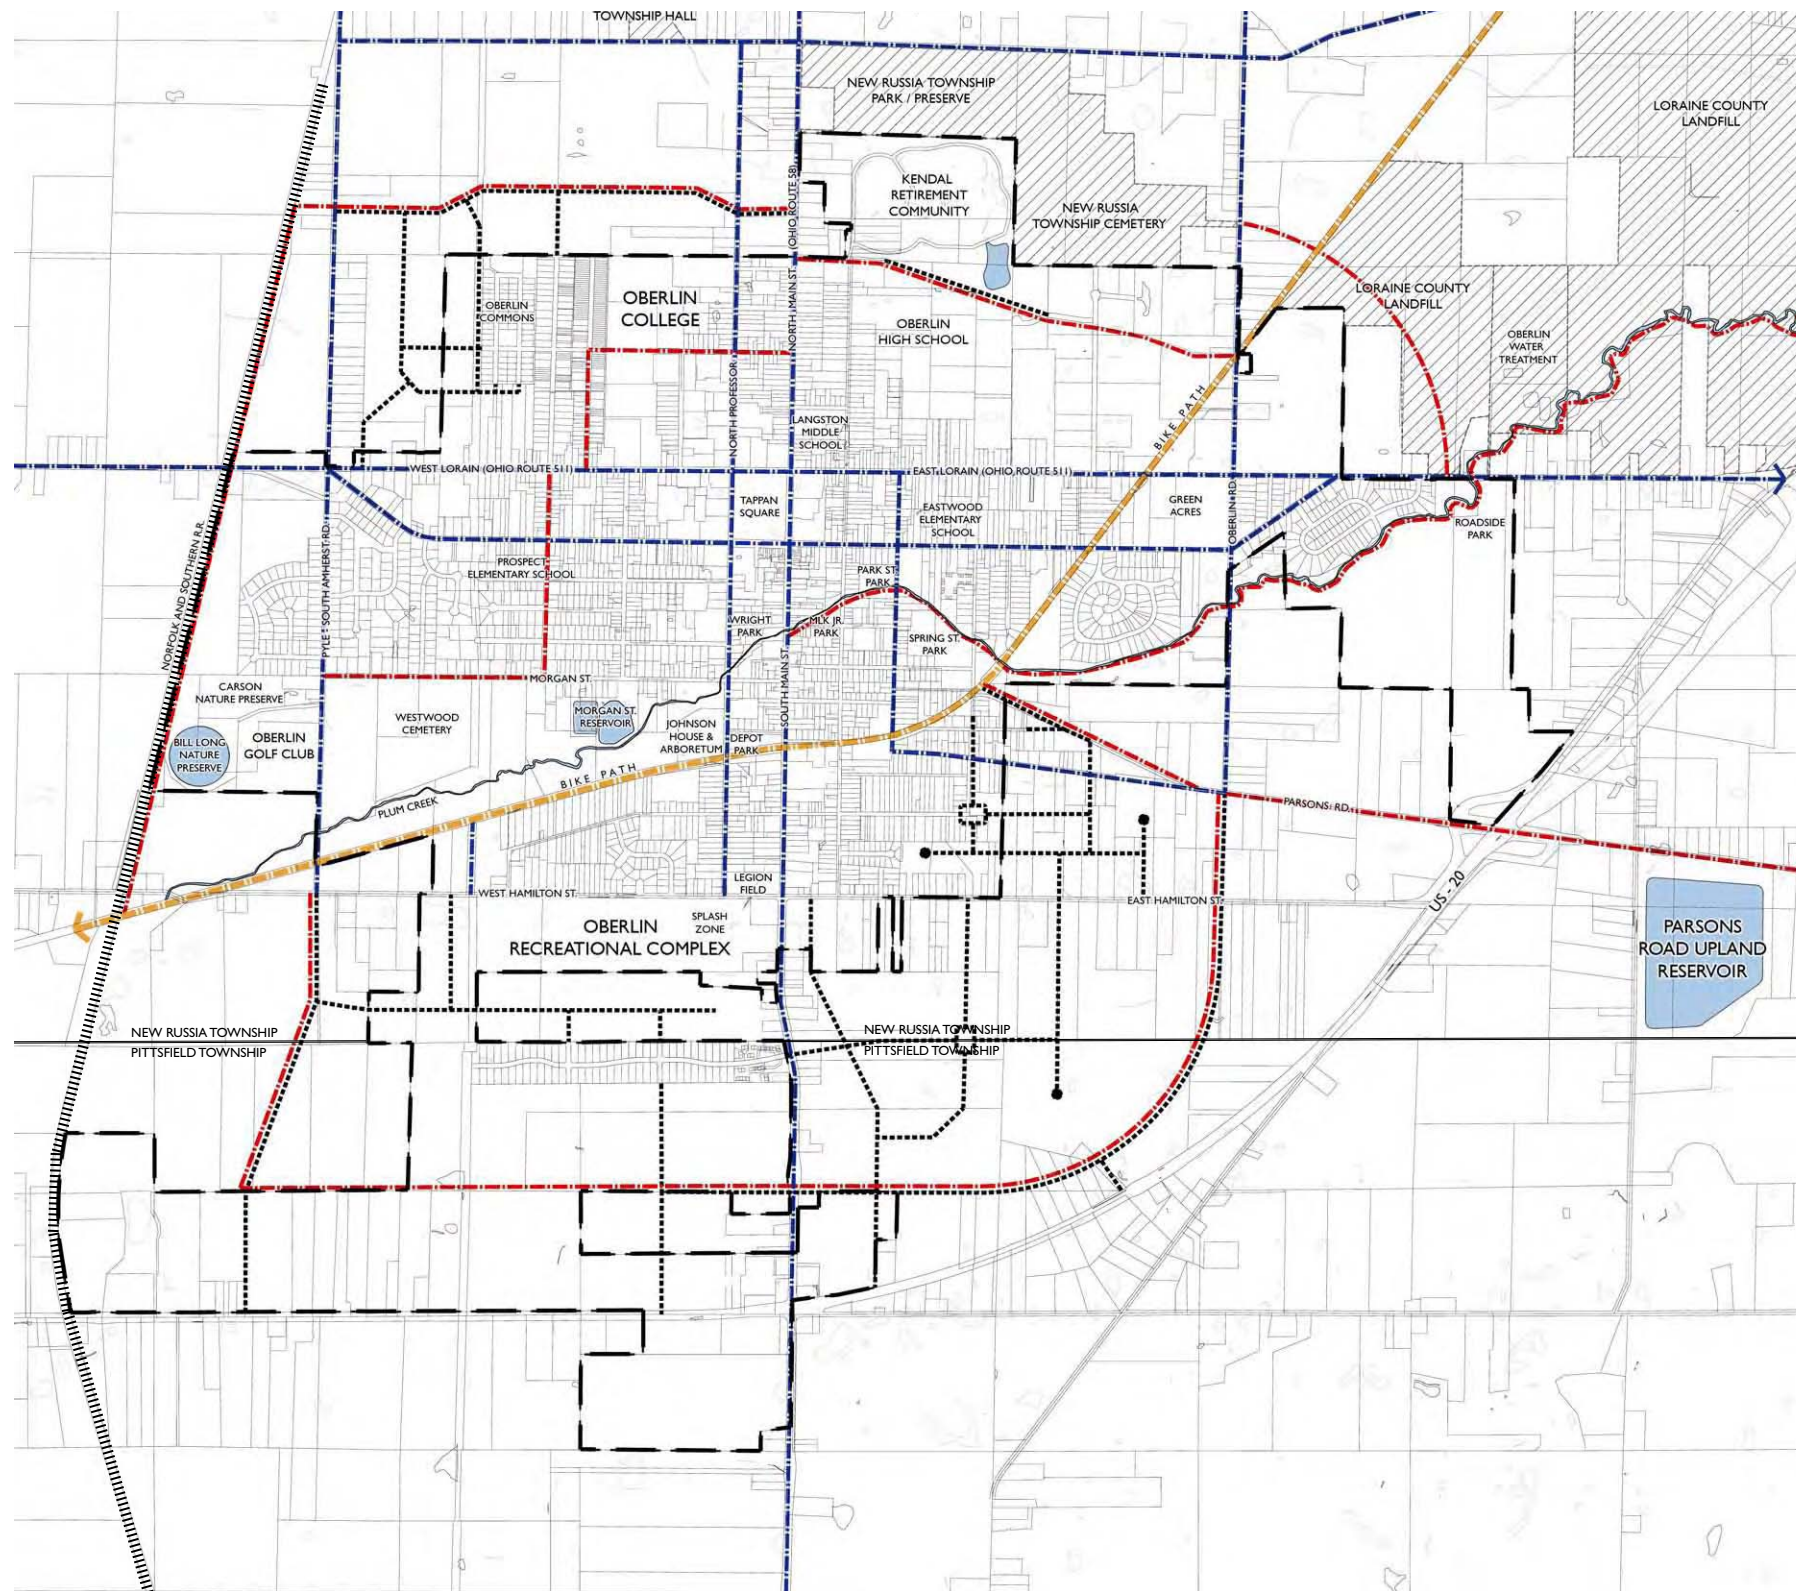 TOWNSHIP HALL
NEW RUSSIA TOWNSHIP
PARK / PRESERVE
LORAINE COUNTY
LANDFILL
KENDAL
RETIREMENT
COMMUNITY
NEW RUSSIA
TOWNSHIP CEMETERY
NORTH MAIN ST. (OHIO ROUTE 58)
OBERLIN
COMMONS
OBERLIN
COLLEGE
OBERLIN
HIGH SCHOOL
LORAINE COUNTY
LANDFILL
OBERLIN
WATER
TREATMENT
NORTH PROFESSOR
LANGSTON
MIDDLE
SCHOOL
BIKE PATH
WEST LORAIN (OHIO ROUTE 511)
EAST LORAIN (OHIO ROUTE 511)
TAPPAN
SQUARE
EASTWOOD
ELEMENTARY
SCHOOL
GREEN
ACRES
OBERLIN RD.
ROADSIDE
PARK
NORFOLK AND SOUTHERN R.R.
PYLE - SOUTH AMHERST RD.
PROSPECT
ELEMENTARY SCHOOL
PARK ST.
PARK
WRIGHT
PARK
MLK JR.
PARK
SPRING ST.
PARK
MORGAN ST.
SOUTH MAIN ST.
CARSON
NATURE PRESERVE
WESTWOOD
CEMETERY
MORGAN ST.
RESERVOIR
JOHNSON
HOUSE &
ARBORETUM
DEPOT
PARK
BILL LONG
NATURE
PRESERVE
OBERLIN
GOLF CLUB
BIKE PATH
PLUM CREEK
PARSONS RD.
LEGION
FIELD
WEST HAMILTON ST.
EAST HAMILTON ST.
US - 20
OBERLIN
RECREATIONAL COMPLEX
SPLASH
ZONE
PARSONS
ROAD UPLAND
RESERVOIR
NEW RUSSIA TOWNSHIP
PITTSFIELD TOWNSHIP
NEW RUSSIA TOWNSHIP
PITTSFIELD TOWNSHIP